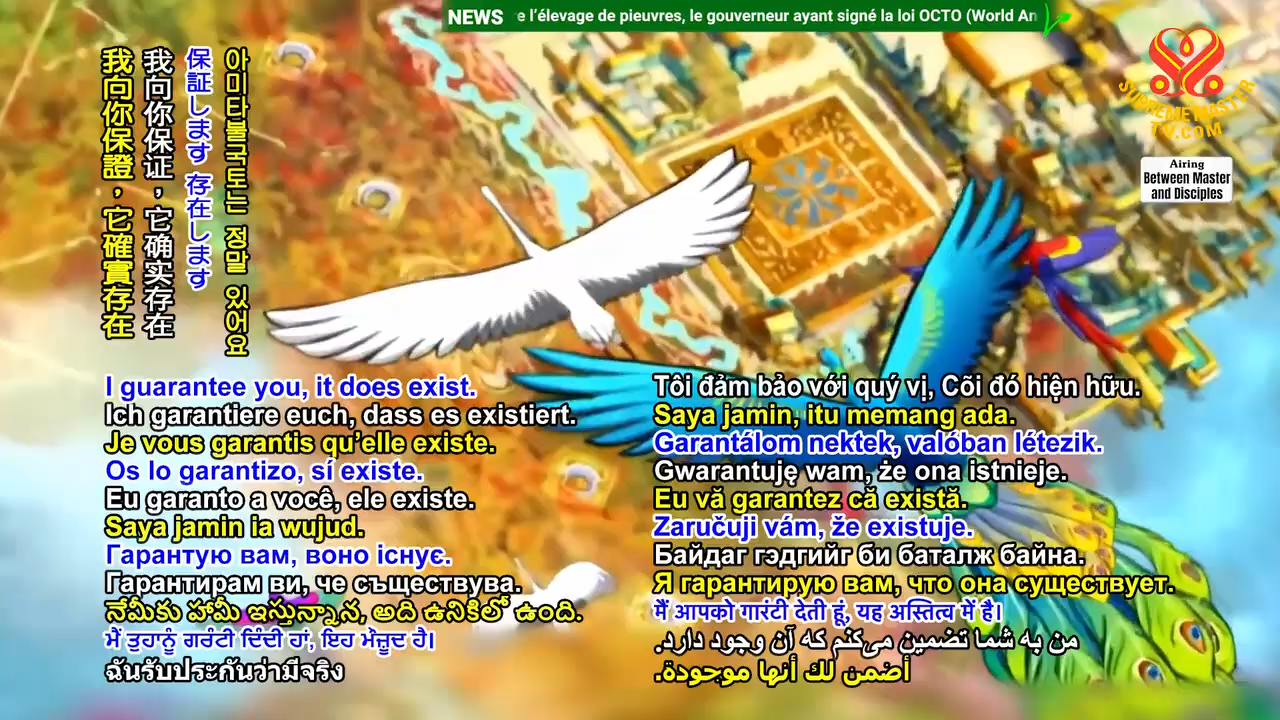 NEWS
e l’élevage de pieuvres, le gouverneur ayant signé la loi OCTO (World An
SUPREME MASTER
TV.COM
Airing
Between Master
and Disciples
아미타불국토는 정말 있어요
保証します 存在します
我向你保证，它确实存在
我向你保證，它確實存在
I guarantee you, it does exist.
Ich garantiere euch, dass es existiert.
Je vous garantis qu’elle existe.
Os lo garantizo, sí existe.
Eu garanto a você, ele existe.
Saya jamin ia wujud.
Гарантую вам, воно існує.
Гарантирам ви, че съществува.
నేమీకు హామీ ఇస్తున్నాన, అది ఉనికిలో ఉంది.
ਮੈਂ ਤੁਹਾਨੂੰ ਗਰੰਟੀ ਦਿੰਦੀ ਹਾਂ, ਇਹ ਮੌਜੂਦ ਹੈ।
ฉันรับประกันว่ามีจริง
Tôi đảm bảo với quý vị, Cõi đó hiện hữu.
Saya jamin, itu memang ada.
Garantálom nektek, valóban létezik.
Gwarantuję wam, że ona istnieje.
Eu vă garantez că există.
Zaručuji vám, že existuje.
Байдаг гэдгийг би баталж байна.
Я гарантирую вам, что она существует.
मैं आपको गारंटी देती हूं, यह अस्तित्व में है।
من به شما تضمین می‌کنم که آن وجود دارد.
أضمن لك أنها موجودة.